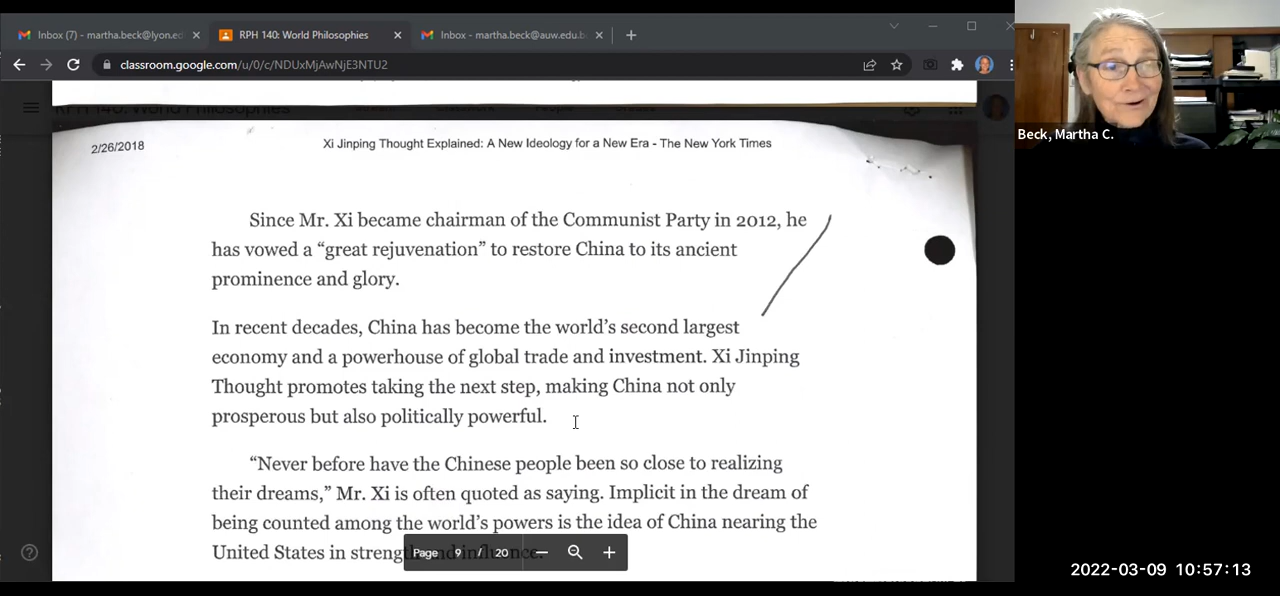 Inbox (7) - martha.beck@lyon.ed
RPH 140: World Philosophies
Inbox - martha.beck@auw.edu.b
classroom.google.com/u/0/c/NDUxMjAwNjE3NTU2
RPH 140: World Philosophies
Beck, Martha C.
2/26/2018
Xi Jinping Thought Explained: A New Ideology for a New Era - The New York Times
Since Mr. Xi became chairman of the Communist Party in 2012, he
has vowed a “great rejuvenation” to restore China to its ancient
prominence and glory.
In recent decades, China has become the world’s second largest
economy and a powerhouse of global trade and investment. Xi Jinping
Thought promotes taking the next step, making China not only
prosperous but also politically powerful.
“Never before have the Chinese people been so close to realizing
their dreams,” Mr. Xi is often quoted as saying. Implicit in the dream of
being counted among the world’s powers is the idea of China nearing the
United States in strength and influence.
Page 9 / 20
2022-03-09 10:57:13